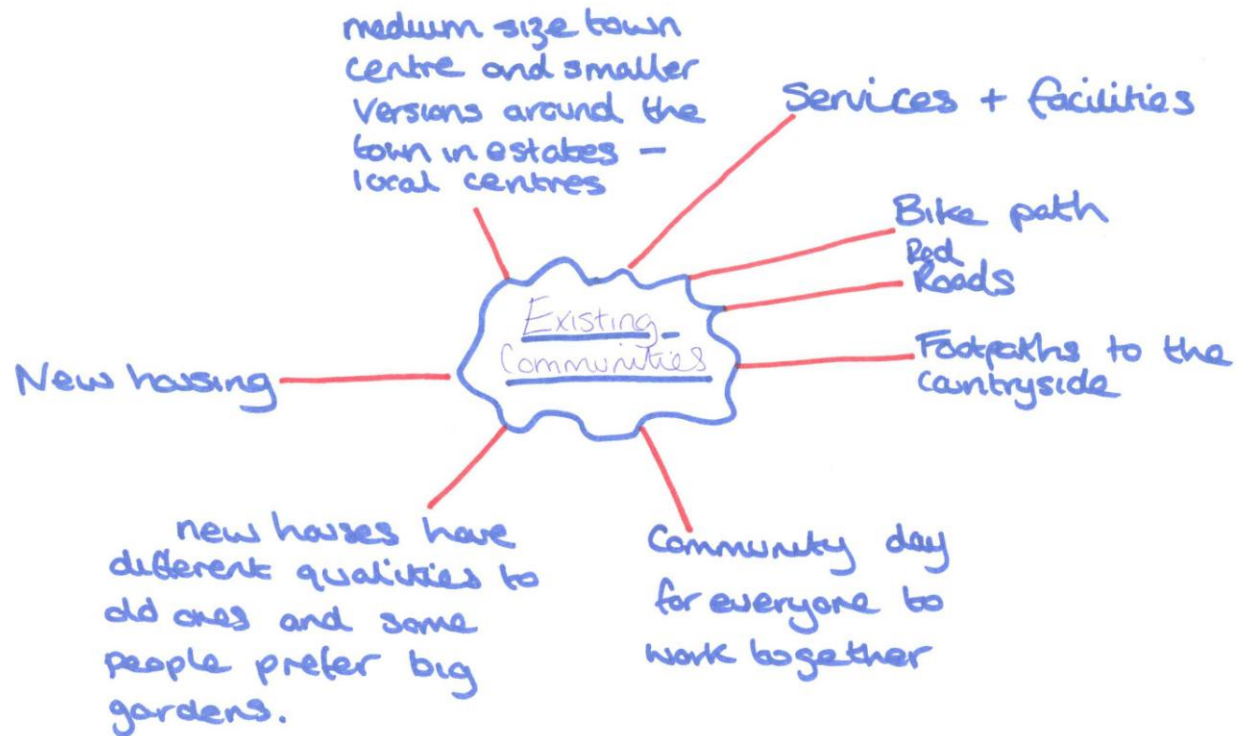 medium size town
centre and smaller
versions around the
town in estates –
local centres
Services + facilities
Bike path
Red
Roads
Footpaths to the
countryside
Existing –
Communities
New housing
new houses have
different qualities to
old ones and some
people prefer big
gardens.
Community day
for everyone to
work together